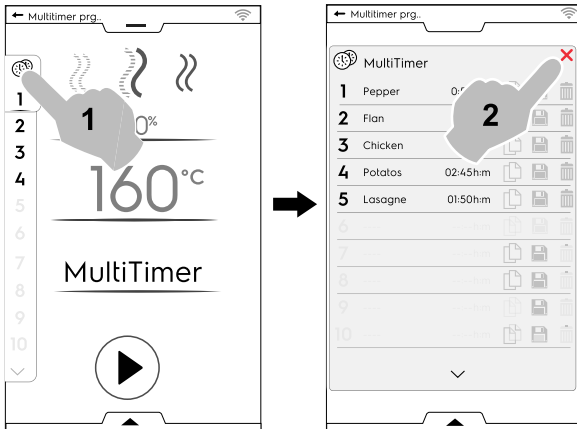 Multitimer prg..
1
2
3
4
5
6
7
8
9
10
1
0%
160°C
MultiTimer
Multitimer prg..
MultiTimer
2
1 Pepper
2 Flan
3 Chicken
4 Potatos 02:45h:m
5 Lasagne 01:50h:m
6
7
8
9
10